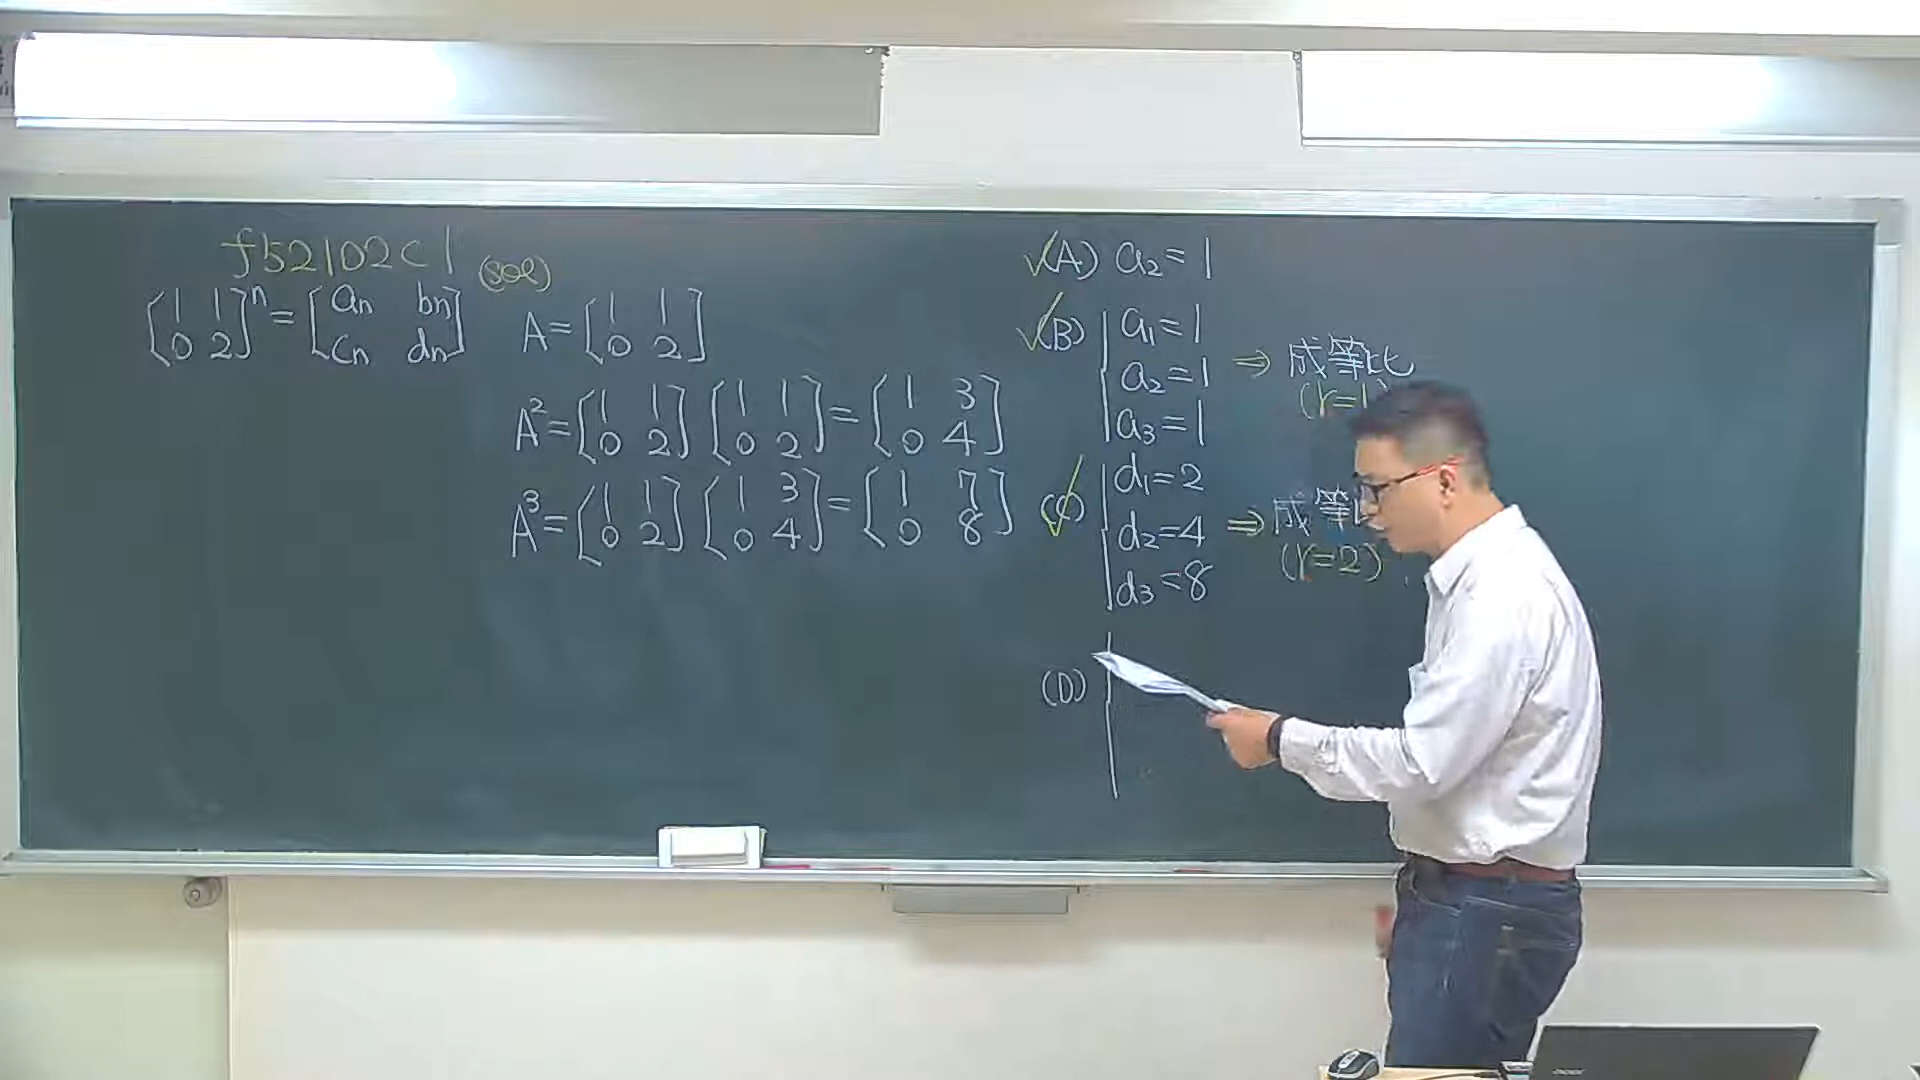 f52102c1 (sol)
[1 1; 0 2]ⁿ = [an bn; cn dn]
A = [1 1; 0 2]
A² = [1 1; 0 2] [1 1; 0 2] = [1 3; 0 4]
A³ = [1 1; 0 2] [1 3; 0 4] = [1 7; 0 8]
✓(A) a₂ = 1
✓(B) a₁ = 1
a₂ = 1 ⇒ 成等比
a₃ = 1 (r=1
✓(C) d₁ = 2
d₂ = 4 ⇒ 成等
d₃ = 8 (r=2)
(D)